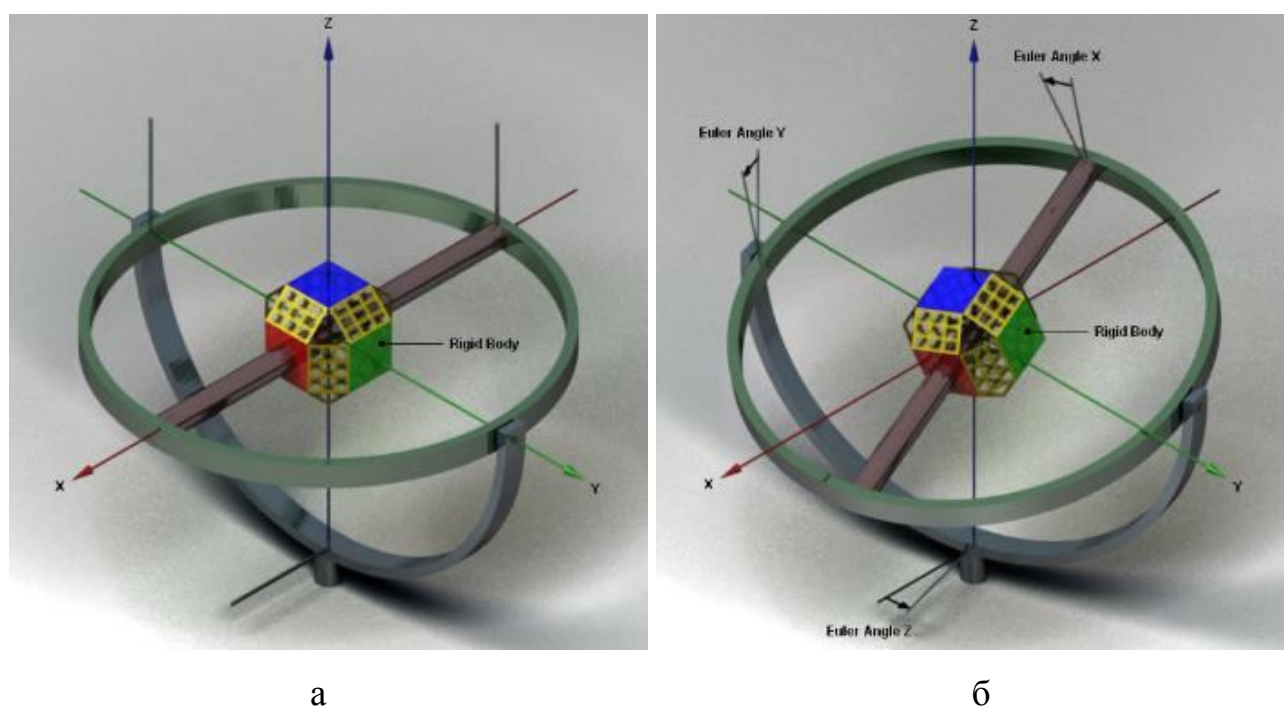 Z
Rigid Body
X
Y
Z
Euler Angle X
Euler Angle Y
Rigid Body
X
Y
Euler Angle Z
а
б